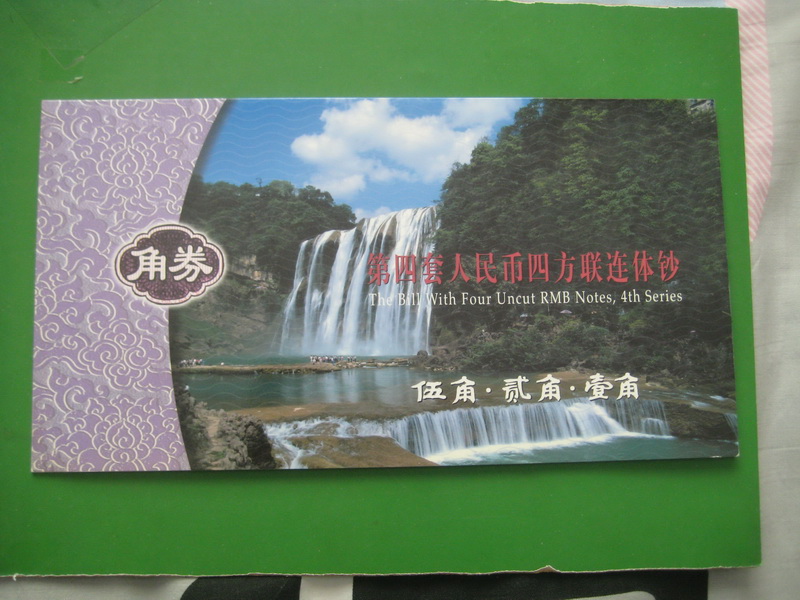 角券
第四套人民币四方联连体钞
The Bill With Four Uncut RMB Notes, 4th Series
伍角·贰角·壹角